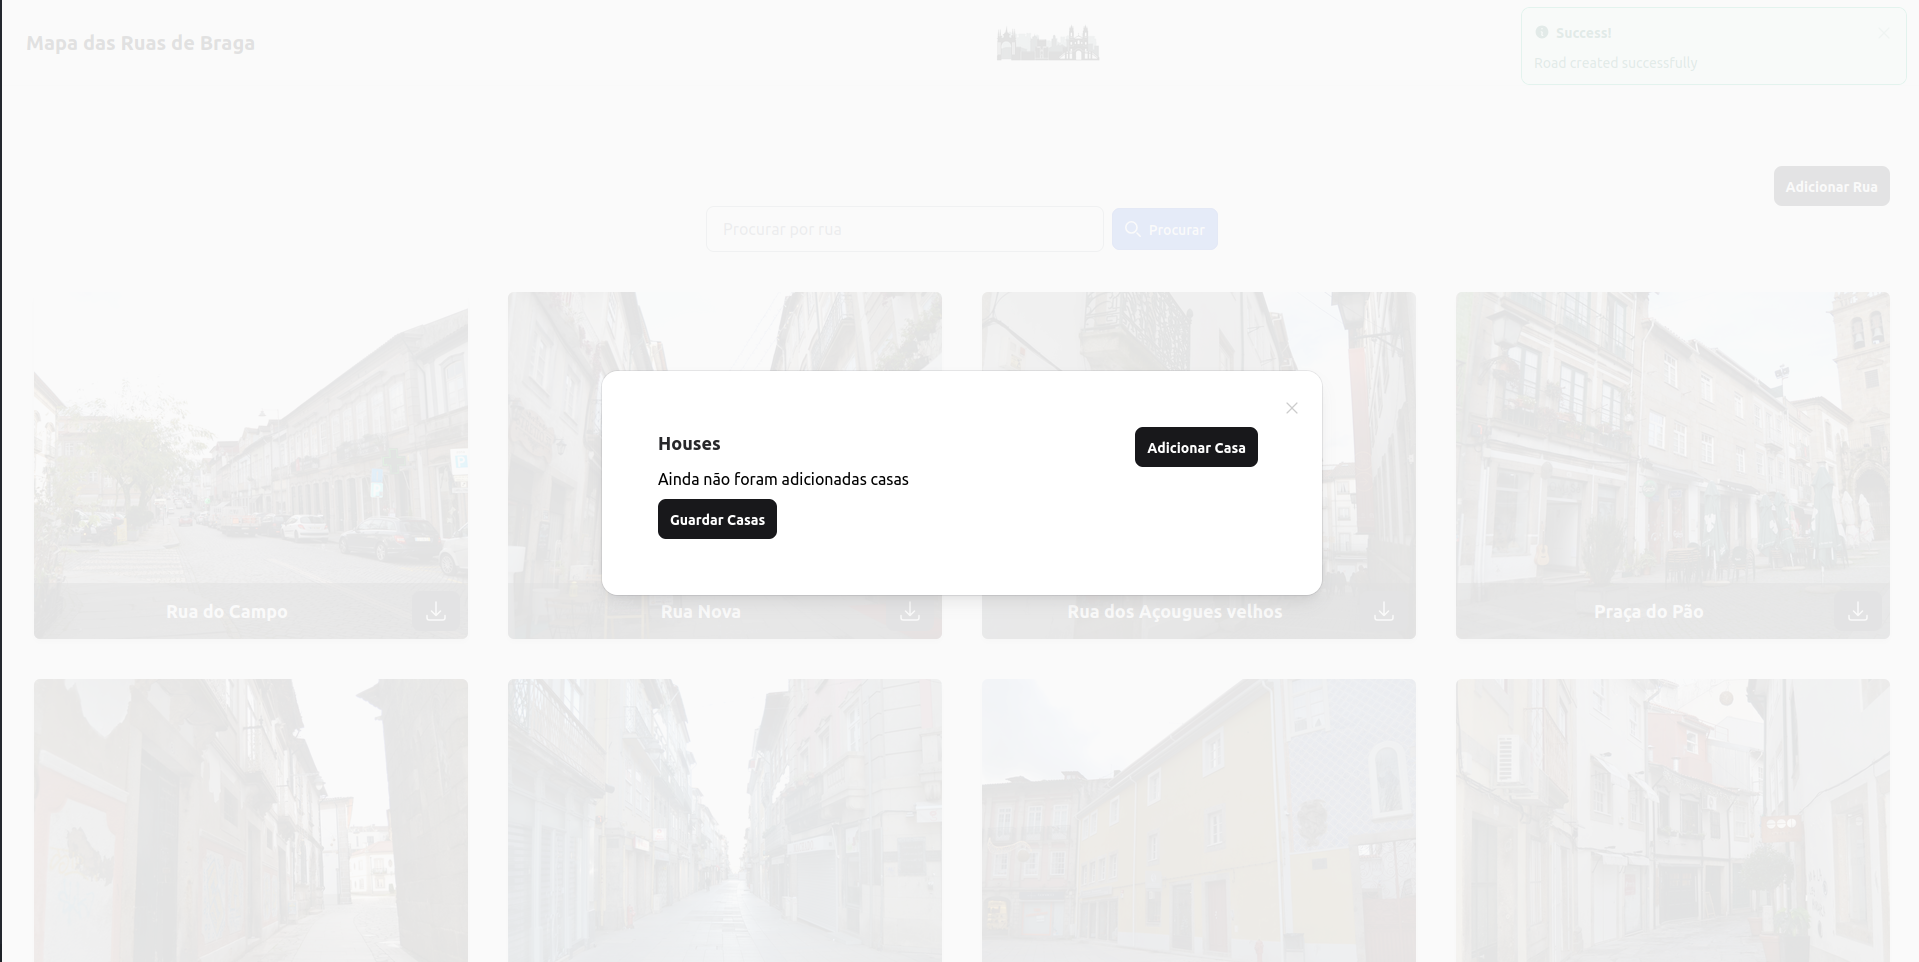 Mapa das Ruas de Braga
Success!
Road created successfully
Adicionar Rua
Procurar por rua
Procurar
Houses
Adicionar Casa
Ainda não foram adicionadas casas
Guardar Casas
Rua do Campo
Rua Nova
Rua dos Açougues velhos
Praça do Pão